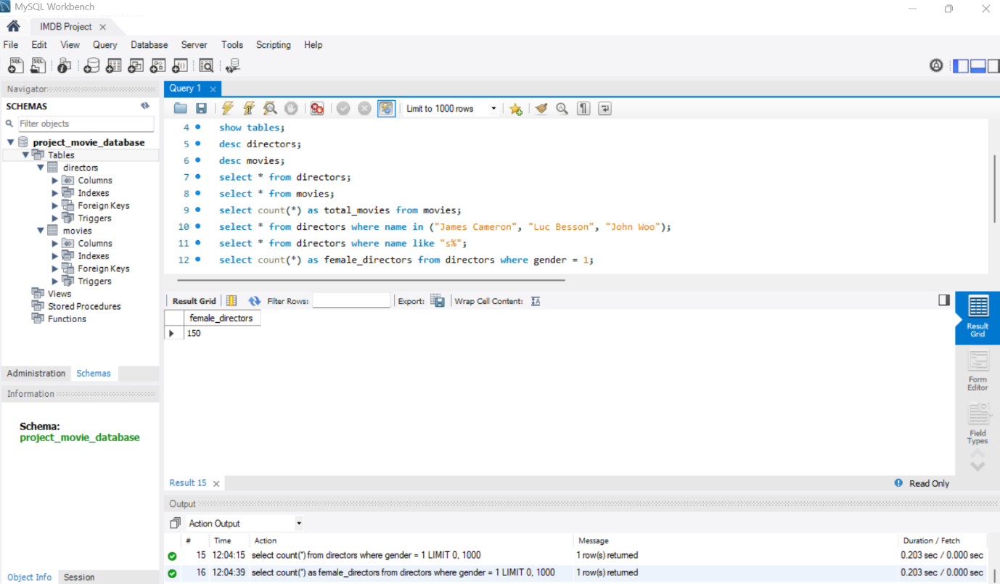 MySQL Workbench
IMDB Project
File Edit View Query Database Server Tools Scripting Help
Navigator
SCHEMAS
Filter objects
project_movie_database
Tables
directors
Columns
Indexes
Foreign Keys
Triggers
movies
Columns
Indexes
Foreign Keys
Triggers
Views
Stored Procedures
Functions
Administration Schemas
Information
Schema:
project_movie_database
Object Info Session
Query 1
Limit to 1000 rows
4 show tables;
5 desc directors;
6 desc movies;
7 select * from directors;
8 select * from movies;
9 select count(*) as total_movies from movies;
10 select * from directors where name in ("James Cameron", "Luc Besson", "John Woo");
11 select * from directors where name like "s%";
12 select count(*) as female_directors from directors where gender = 1;
Result Grid Filter Rows: Export: Wrap Cell Content:
female_directors
150
Result Grid
Form Editor
Field Types
Result 15
Read Only
Output
Action Output
# Time Action Message Duration / Fetch
15 12:04:15 select count(*) from directors where gender = 1 LIMIT 0, 1000 1 row(s) returned 0.203 sec / 0.000 sec
16 12:04:39 select count(*) as female_directors from directors where gender = 1 LIMIT 0, 1000 1 row(s) returned 0.203 sec / 0.000 sec